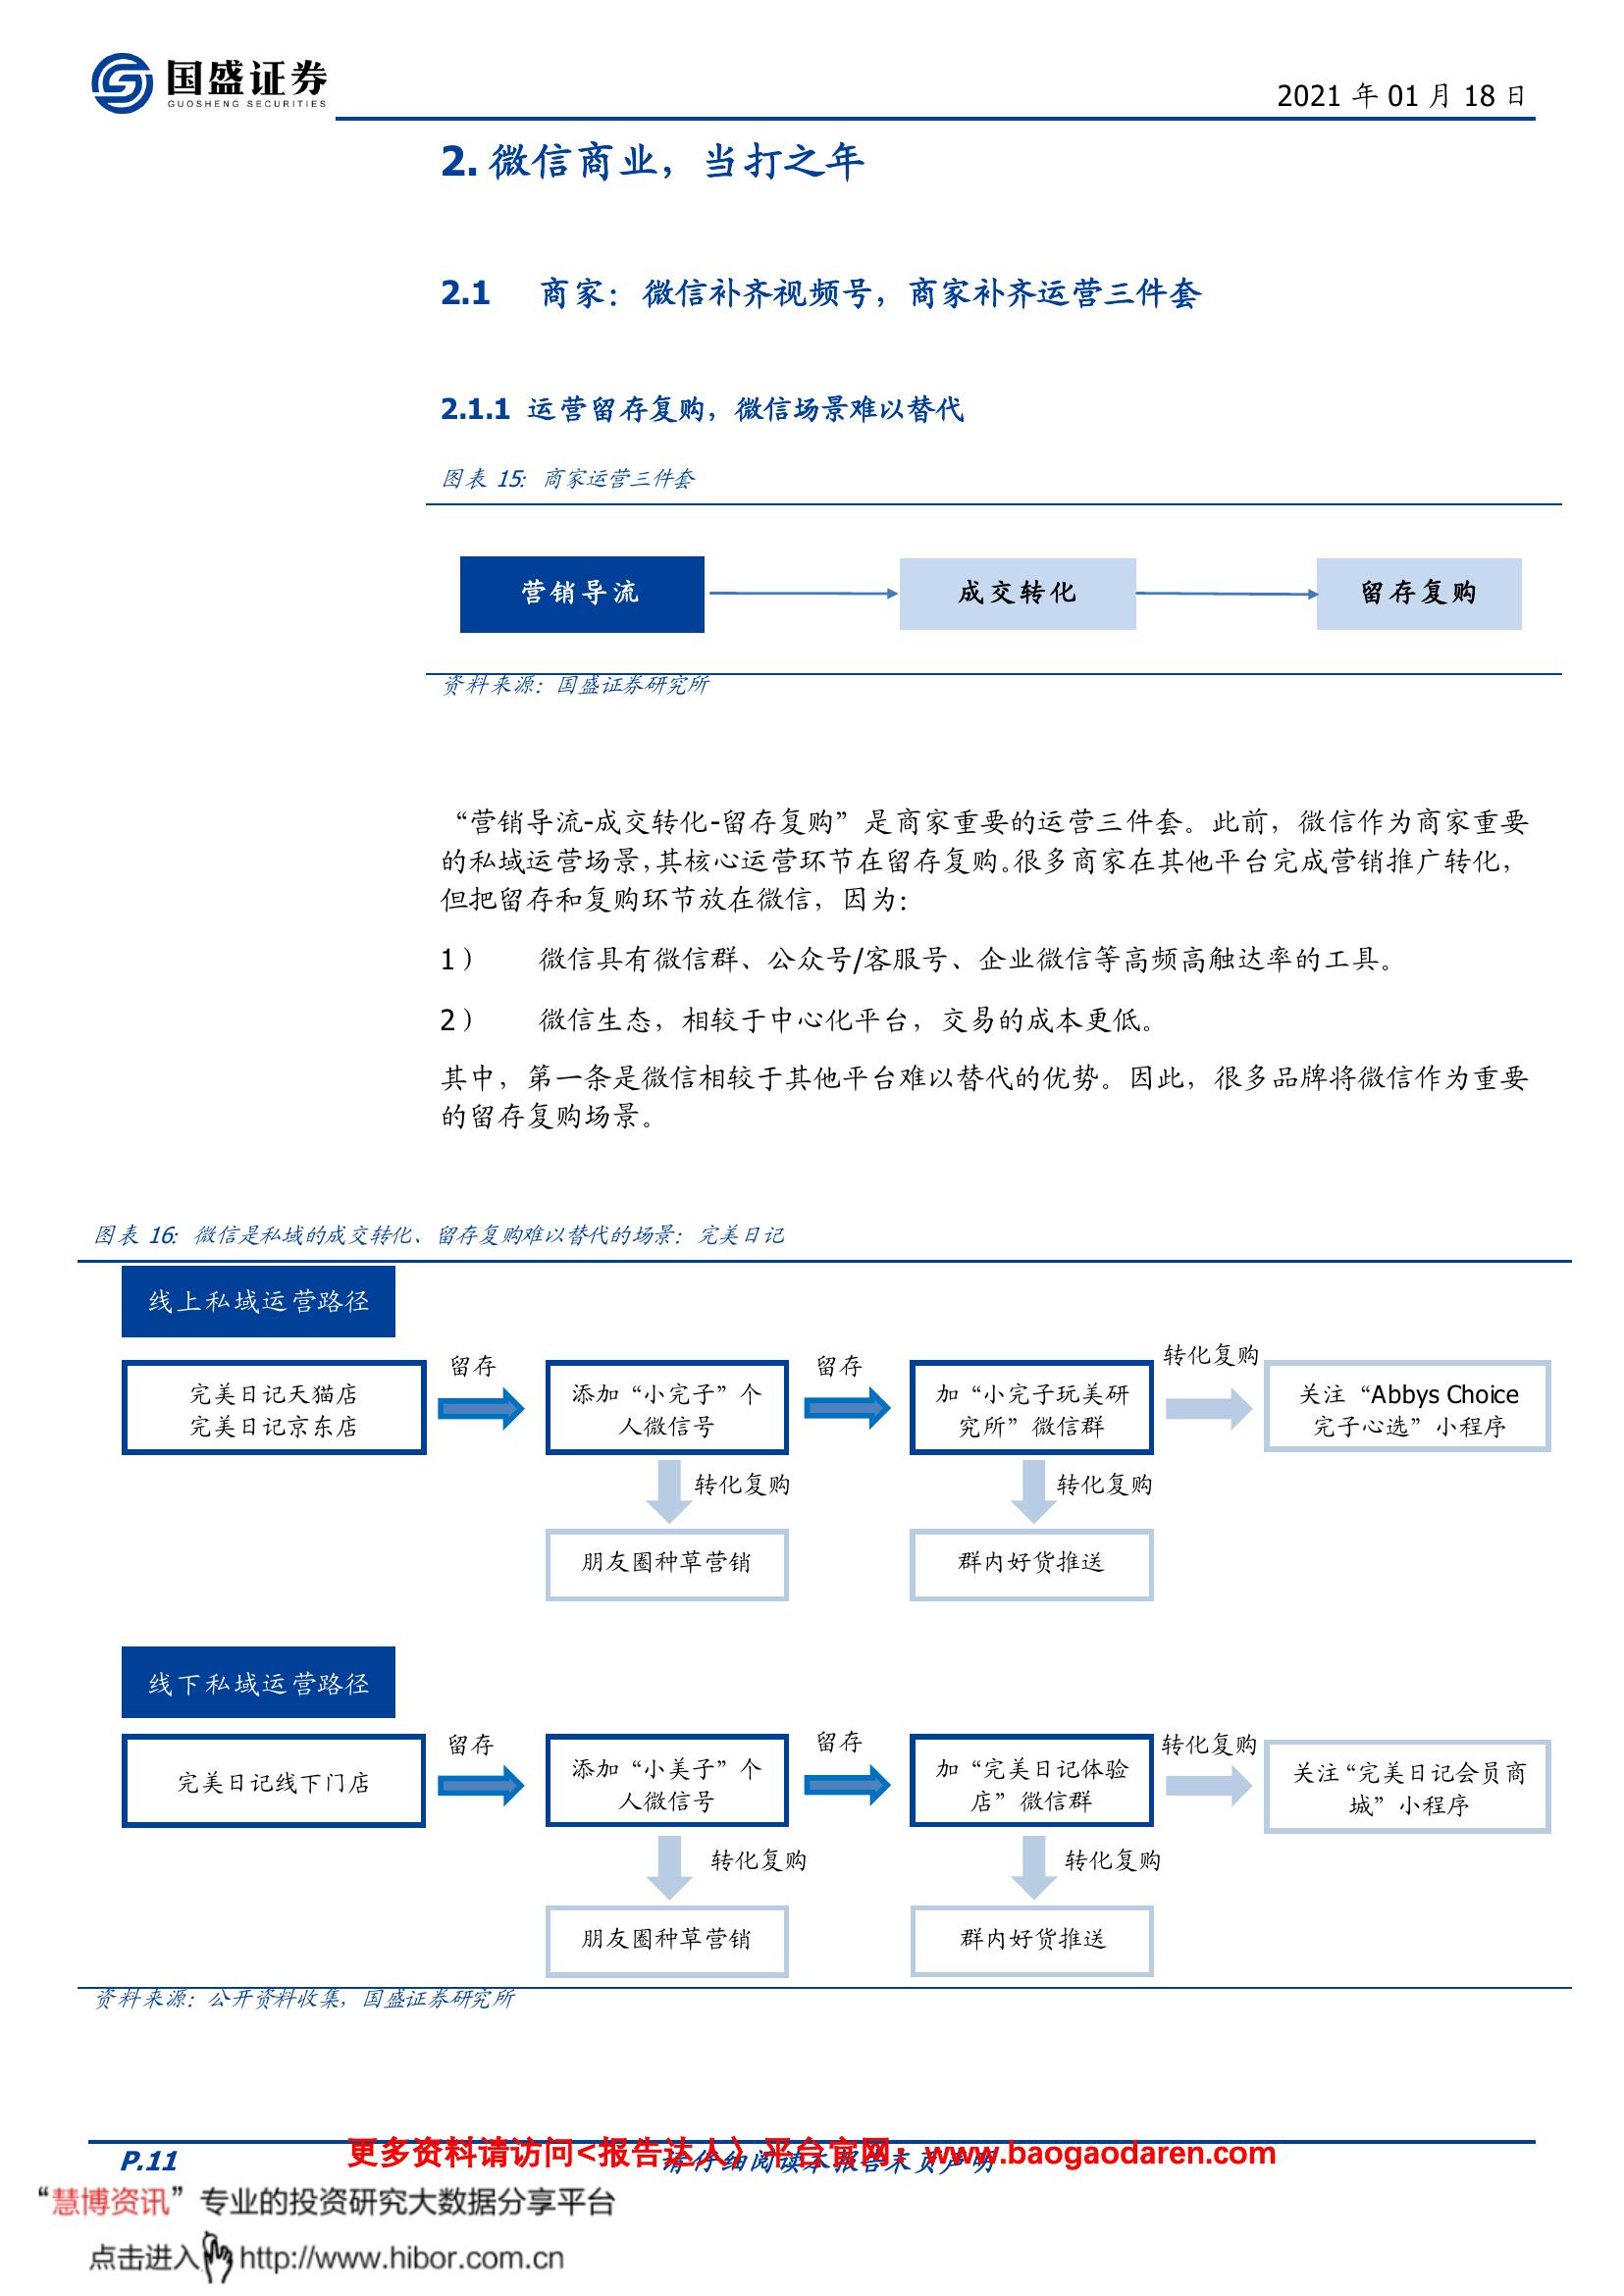 国盛证券
GUOSHENG SECURITIES
2021 年 01 月 18 日
2. 微信商业，当打之年
2.1 商家：微信补齐视频号，商家补齐运营三件套
2.1.1 运营留存复购，微信场景难以替代
图表 15：商家运营三件套
营销导流
成交转化
留存复购
资料来源：国盛证券研究所
“营销导流-成交转化-留存复购”是商家重要的运营三件套。此前，微信作为商家重要
的私域运营场景，其核心运营环节在留存复购。很多商家在其他平台完成营销推广转化，
但把留存和复购环节放在微信，因为：
1） 微信具有微信群、公众号/客服号、企业微信等高频高触达率的工具。
2） 微信生态，相较于中心化平台，交易的成本更低。
其中，第一条是微信相较于其他平台难以替代的优势。因此，很多品牌将微信作为重要
的留存复购场景。
图表 16：微信是私域的成交转化、留存复购难以替代的场景：完美日记
线上私域运营路径
完美日记天猫店
完美日记京东店
留存
添加“小完子”个
人微信号
留存
加“小完子玩美研
究所”微信群
转化复购
关注“Abbys Choice
完子心选”小程序
转化复购
转化复购
朋友圈种草营销
群内好货推送
线下私域运营路径
完美日记线下门店
留存
添加“小美子”个
人微信号
留存
加“完美日记体验
店”微信群
转化复购
关注“完美日记会员商
城”小程序
转化复购
转化复购
朋友圈种草营销
群内好货推送
资料来源：公开资料收集，国盛证券研究所
P.11
请仔细阅读本报告末页声明
更多资料请访问<报告达人》平台官网：www.baogaodaren.com
“慧博资讯”专业的投资研究大数据分享平台
点击进入 http://www.hibor.com.cn